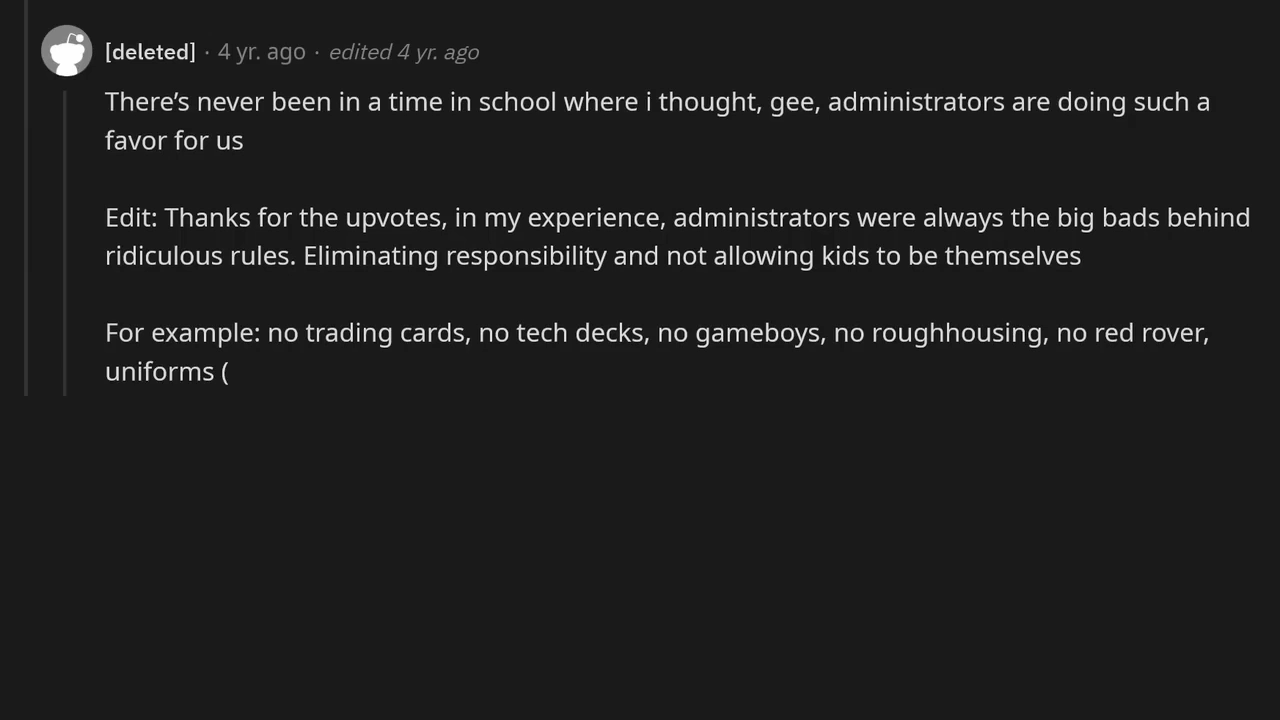 [deleted] · 4 yr. ago · edited 4 yr. ago
There’s never been in a time in school where i thought, gee, administrators are doing such a
favor for us
Edit: Thanks for the upvotes, in my experience, administrators were always the big bads behind
ridiculous rules. Eliminating responsibility and not allowing kids to be themselves
For example: no trading cards, no tech decks, no gameboys, no roughhousing, no red rover,
uniforms (